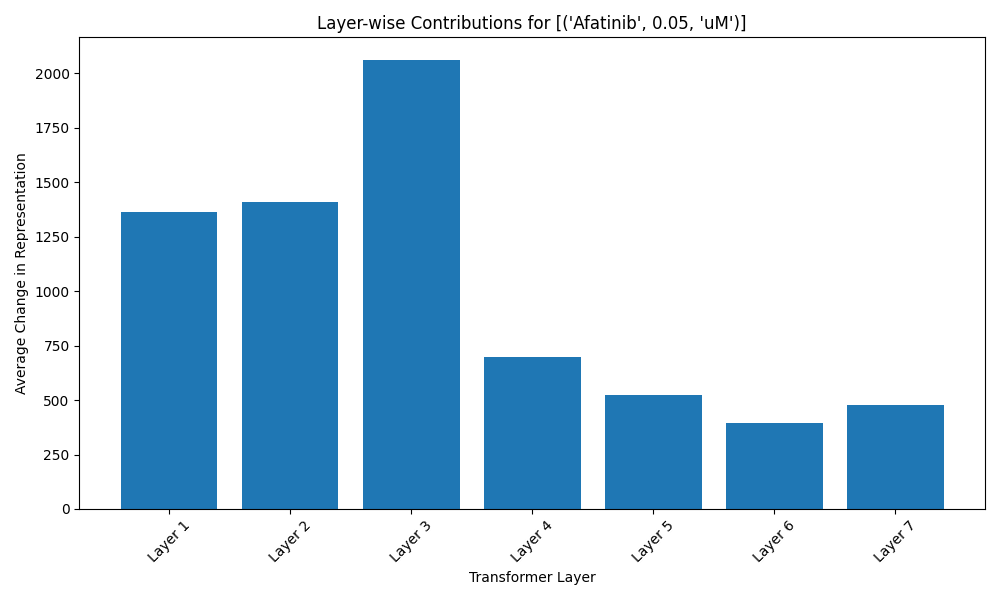 Layer-wise Contributions for [('Afatinib', 0.05, 'uM')]
Average Change in Representation
2000
1750
1500
1250
1000
750
500
250
0
Layer 1
Layer 2
Layer 3
Layer 4
Layer 5
Layer 6
Layer 7
Transformer Layer